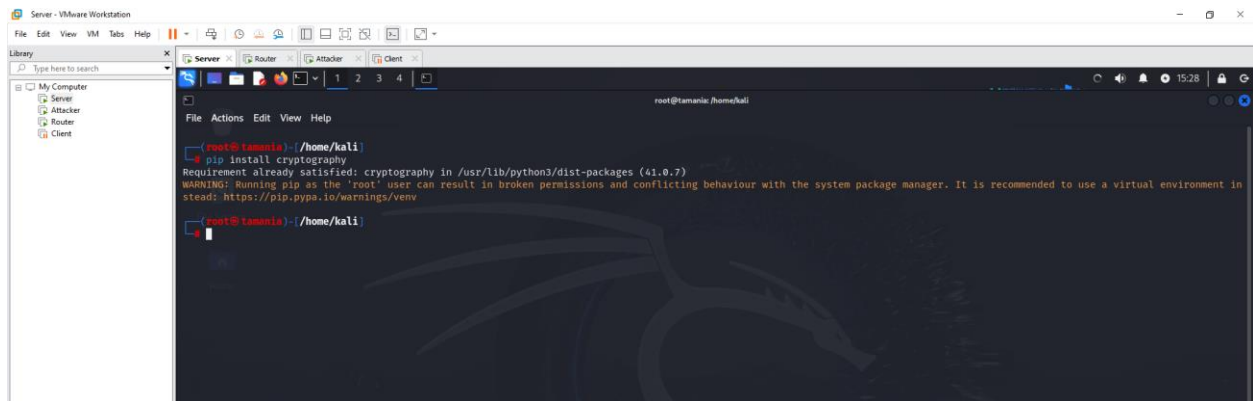 Server - VMware Workstation
File Edit View VM Tabs Help
Library
Type here to search
My Computer
Server
Attacker
Router
Client
Server Router Attacker Client
1 2 3 4
15:28
root@tamania: /home/kali
File Actions Edit View Help
(root㉿tamania)-[/home/kali]
# pip install cryptography
Requirement already satisfied: cryptography in /usr/lib/python3/dist-packages (41.0.7)
WARNING: Running pip as the 'root' user can result in broken permissions and conflicting behaviour with the system package manager. It is recommended to use a virtual environment in
stead: https://pip.pypa.io/warnings/venv
(root㉿tamania)-[/home/kali]
#